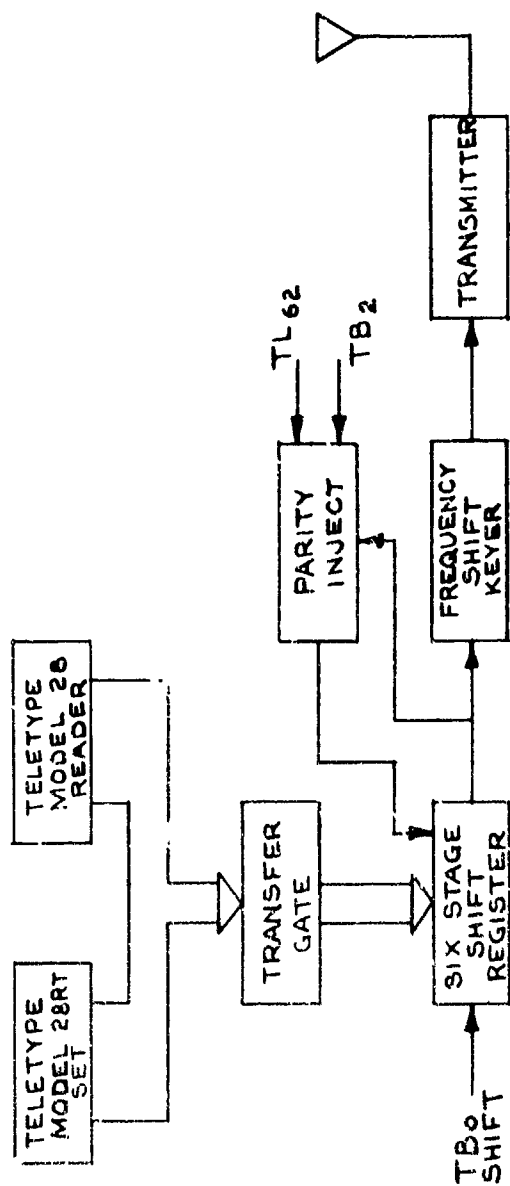 TELETYPE
MODEL 28RT
SET
TELETYPE
MODEL 28
READER
TRANSFER
GATE
PARITY
INJECT
TL62
TB2
TB0
SHIFT
SIX STAGE
SHIFT
REGISTER
FREQUENCY
SHIFT
KEYER
TRANSMITTER